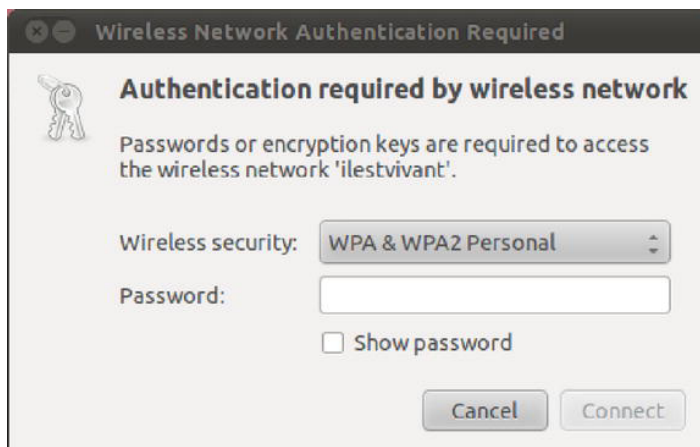 Wireless Network Authentication Required
Authentication required by wireless network
Passwords or encryption keys are required to access
the wireless network 'ilestvivant'.
Wireless security: WPA & WPA2 Personal
Password:
Show password
Cancel Connect